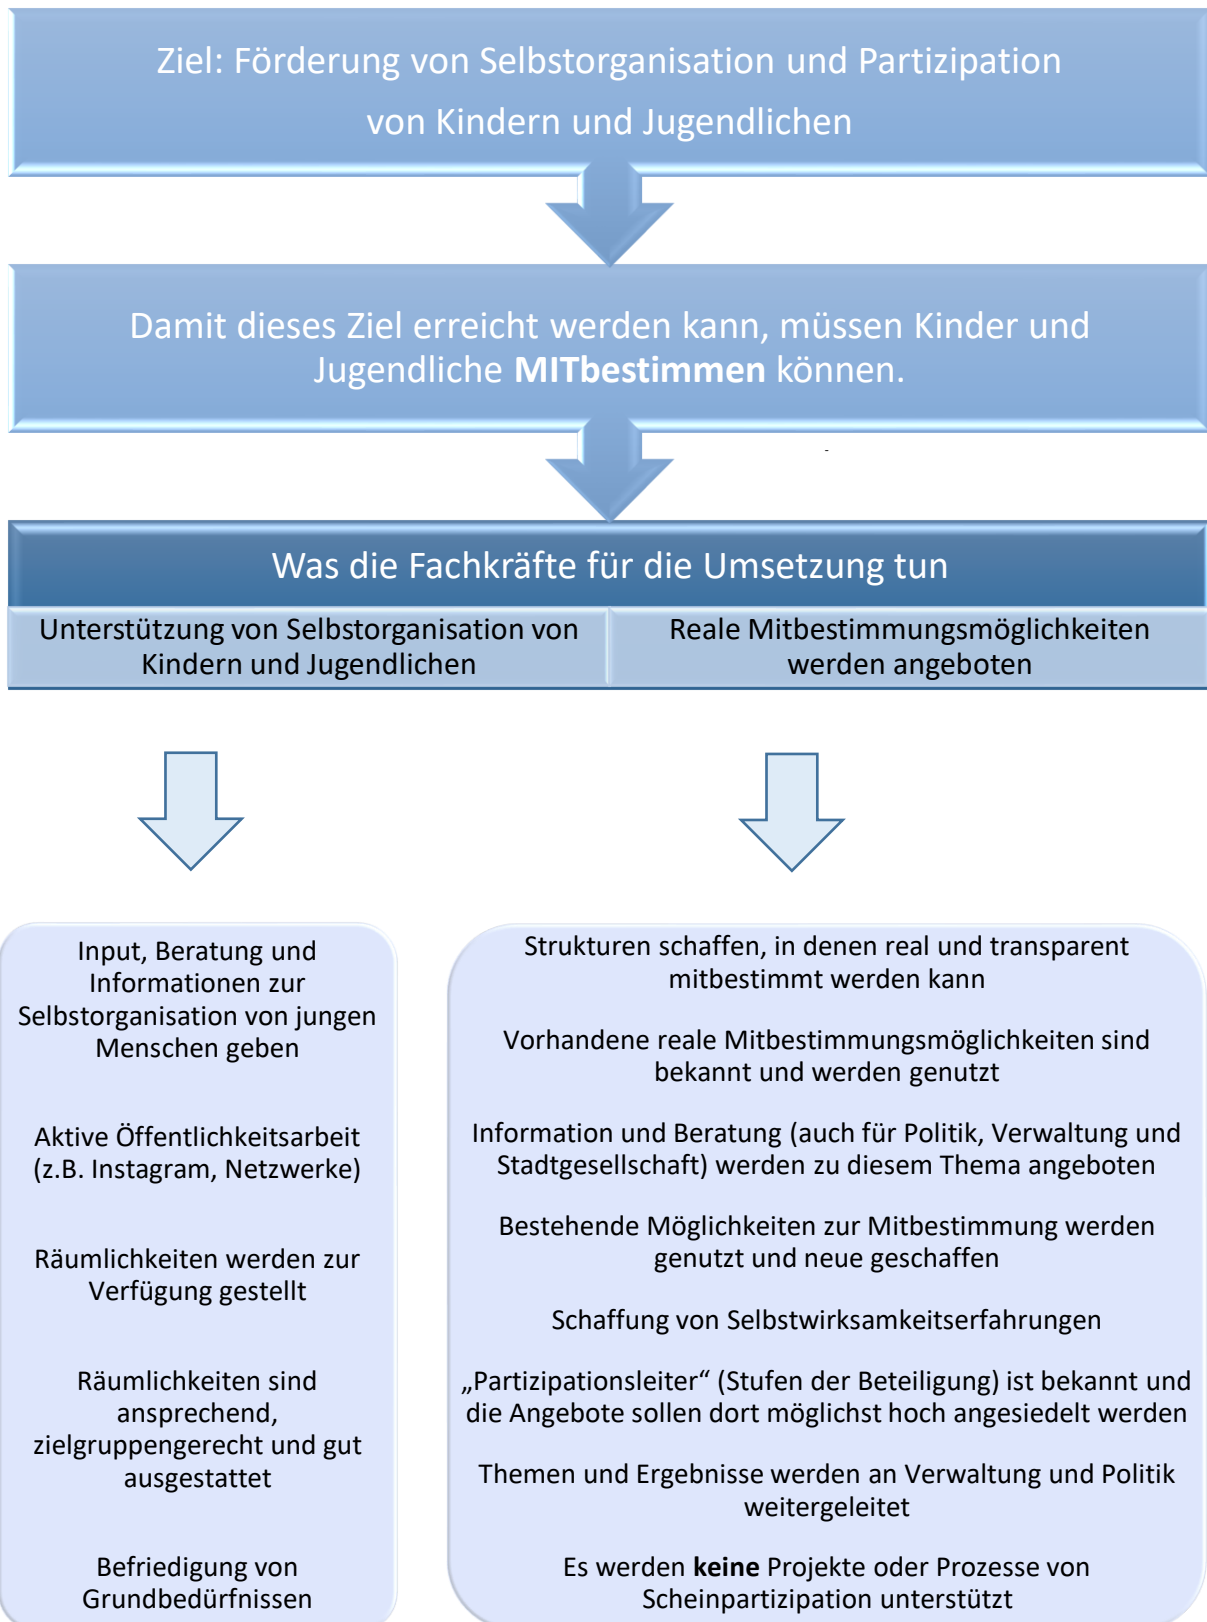 Ziel: Förderung von Selbstorganisation und Partizipation
von Kindern und Jugendlichen
Damit dieses Ziel erreicht werden kann, müssen Kinder und
Jugendliche MITbestimmen können.
Was die Fachkräfte für die Umsetzung tun
Unterstützung von Selbstorganisation von
Kindern und Jugendlichen
Reale Mitbestimmungsmöglichkeiten
werden angeboten
Input, Beratung und
Informationen zur
Selbstorganisation von jungen
Menschen geben
Aktive Öffentlichkeitsarbeit
(z.B. Instagram, Netzwerke)
Räumlichkeiten werden zur
Verfügung gestellt
Räumlichkeiten sind
ansprechend,
zielgruppengerecht und gut
ausgestattet
Befriedigung von
Grundbedürfnissen
Strukturen schaffen, in denen real und transparent
mitbestimmt werden kann
Vorhandene reale Mitbestimmungsmöglichkeiten sind
bekannt und werden genutzt
Information und Beratung (auch für Politik, Verwaltung und
Stadtgesellschaft) werden zu diesem Thema angeboten
Bestehende Möglichkeiten zur Mitbestimmung werden
genutzt und neue geschaffen
Schaffung von Selbstwirksamkeitserfahrungen
„Partizipationsleiter“ (Stufen der Beteiligung) ist bekannt und
die Angebote sollen dort möglichst hoch angesiedelt werden
Themen und Ergebnisse werden an Verwaltung und Politik
weitergeleitet
Es werden keine Projekte oder Prozesse von
Scheinpartizipation unterstützt